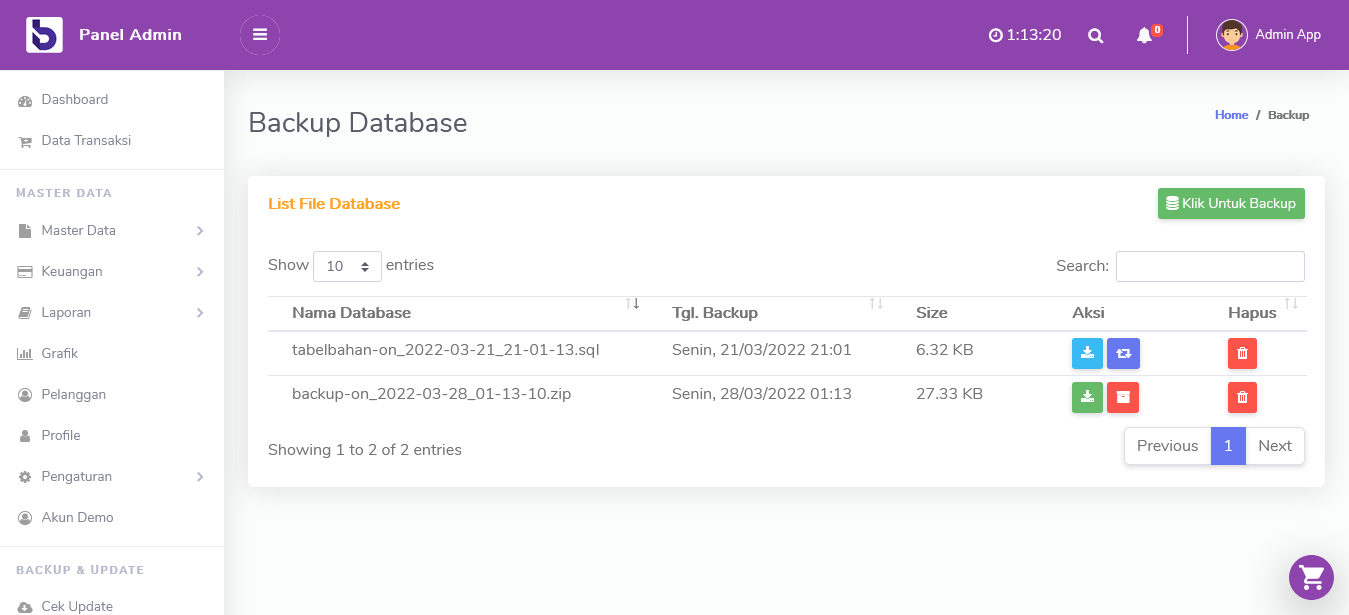 Panel Admin
1:13:20
0
Admin App
Dashboard
Data Transaksi
MASTER DATA
Master Data
Keuangan
Laporan
Grafik
Pelanggan
Profile
Pengaturan
Akun Demo
BACKUP & UPDATE
Cek Update
Backup Database
Home / Backup
List File Database
Klik Untuk Backup
Show 10 entries
Search:
Nama Database Tgl. Backup Size Aksi Hapus
tabelbahan-on_2022-03-21_21-01-13.sql Senin, 21/03/2022 21:01 6.32 KB
backup-on_2022-03-28_01-13-10.zip Senin, 28/03/2022 01:13 27.33 KB
Showing 1 to 2 of 2 entries
Previous 1 Next